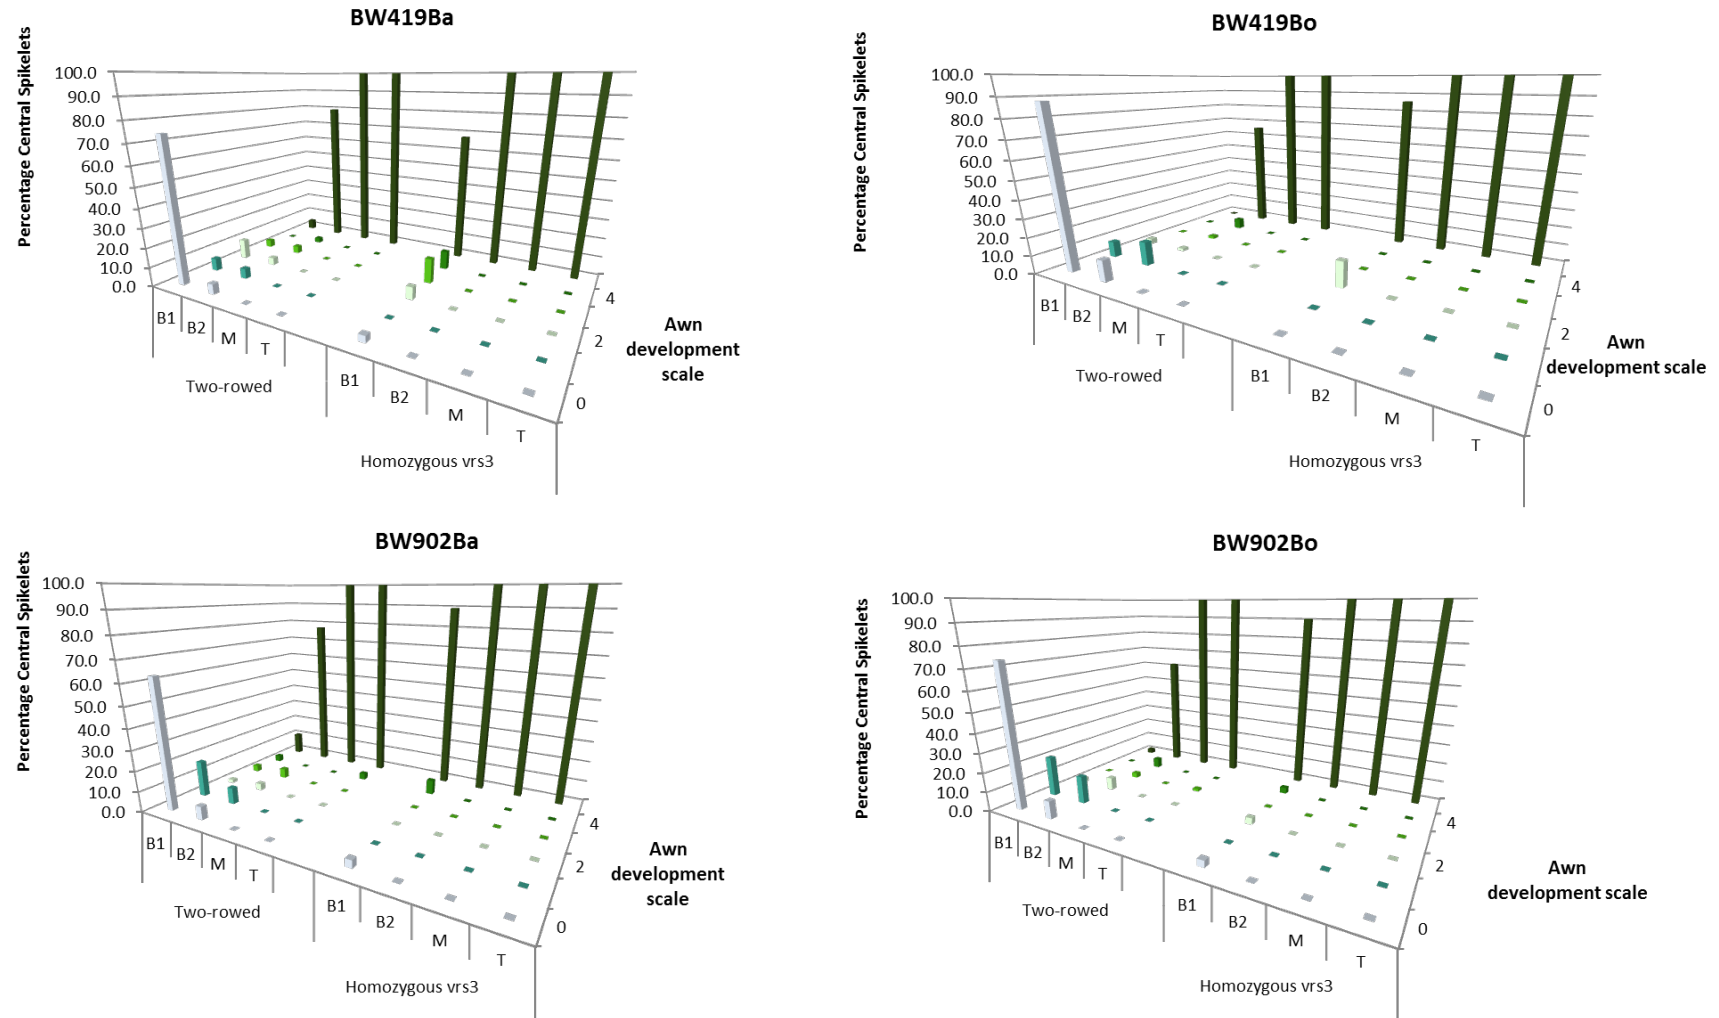 BW419Ba
Percentage Central Spikelets
100.0
90.0
80.0
70.0
60.0
50.0
40.0
30.0
20.0
10.0
0.0
B1 B2 M T B1 B2 M T
Two-rowed
Homozygous vrs3
4
2
0
Awn
development
scale
BW419Bo
Percentage Central Spikelets
100.0
90.0
80.0
70.0
60.0
50.0
40.0
30.0
20.0
10.0
0.0
B1 B2 M T B1 B2 M T
Two-rowed
Homozygous vrs3
4
2
0
Awn
development scale
BW902Ba
Percentage Central Spikelets
100.0
90.0
80.0
70.0
60.0
50.0
40.0
30.0
20.0
10.0
0.0
B1 B2 M T B1 B2 M T
Two-rowed
Homozygous vrs3
4
2
0
Awn
development
scale
BW902Bo
Percentage Central Spikelets
100.0
90.0
80.0
70.0
60.0
50.0
40.0
30.0
20.0
10.0
0.0
B1 B2 M T B1 B2 M T
Two-rowed
Homozygous vrs3
4
2
0
Awn
development scale